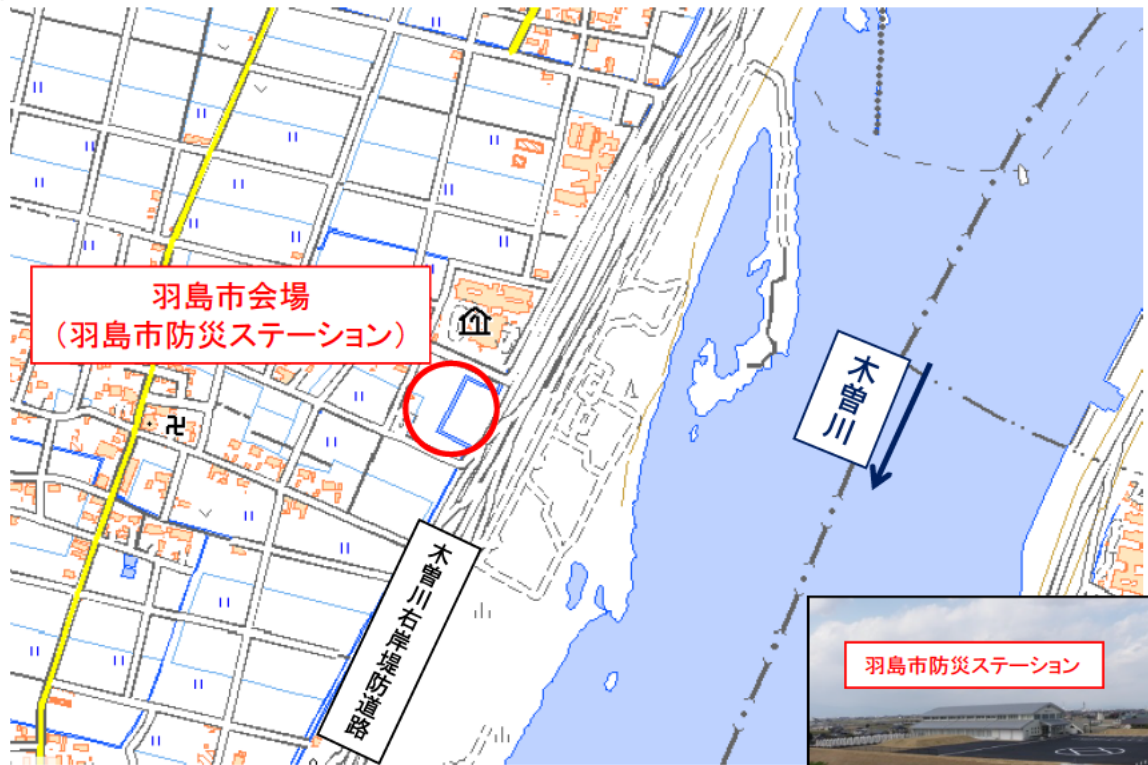 羽島市会場
（羽島市防災ステーション）
木曽川
木曽川右岸堤防道路
羽島市防災ステーション